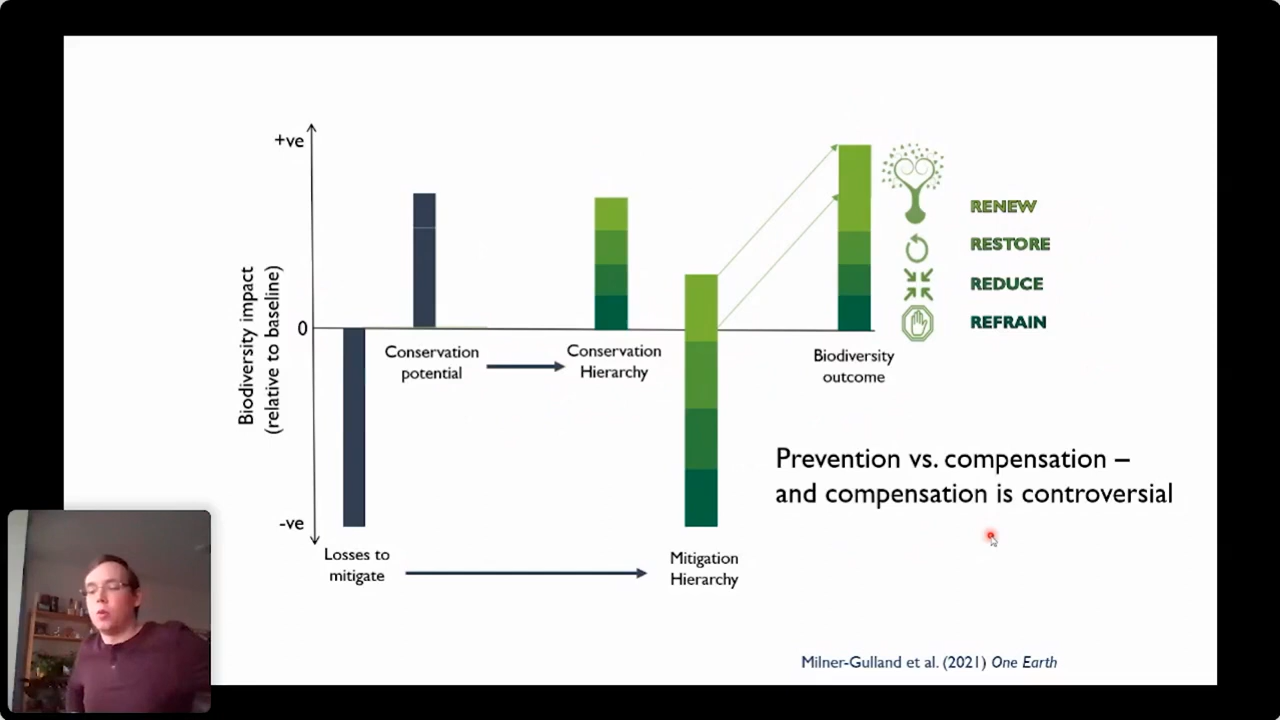 +ve
Biodiversity impact
(relative to baseline)
0
-ve
Losses to
mitigate
Conservation
potential
Conservation
Hierarchy
Mitigation
Hierarchy
Biodiversity
outcome
RENEW
RESTORE
REDUCE
REFRAIN
Prevention vs. compensation –
and compensation is controversial
Milner-Gulland et al. (2021) One Earth